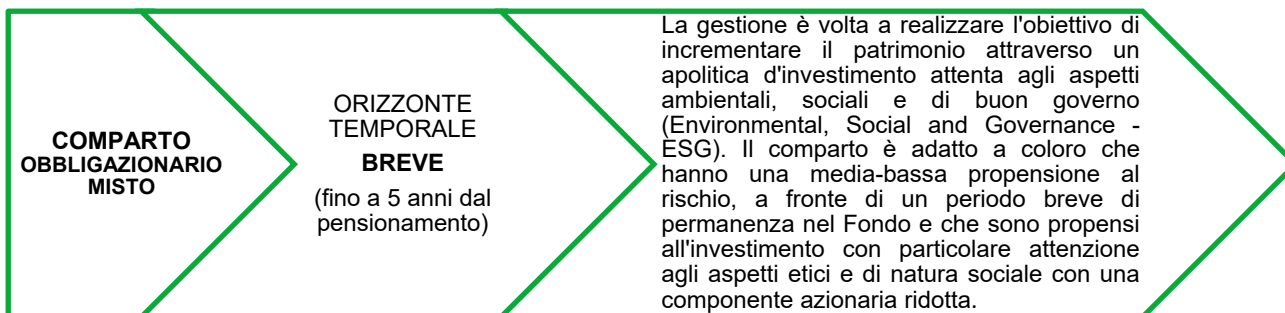 COMPARTO
OBBLIGAZIONARIO
MISTO
ORIZZONTE
TEMPORALE
BREVE
(fino a 5 anni dal
pensionamento)
La gestione è volta a realizzare l'obiettivo di
incrementare il patrimonio attraverso un
apolitica d'investimento attenta agli aspetti
ambientali, sociali e di buon governo
(Environmental, Social and Governance -
ESG). Il comparto è adatto a coloro che
hanno una media-bassa propensione al
rischio, a fronte di un periodo breve di
permanenza nel Fondo e che sono propensi
all'investimento con particolare attenzione
agli aspetti etici e di natura sociale con una
componente azionaria ridotta.